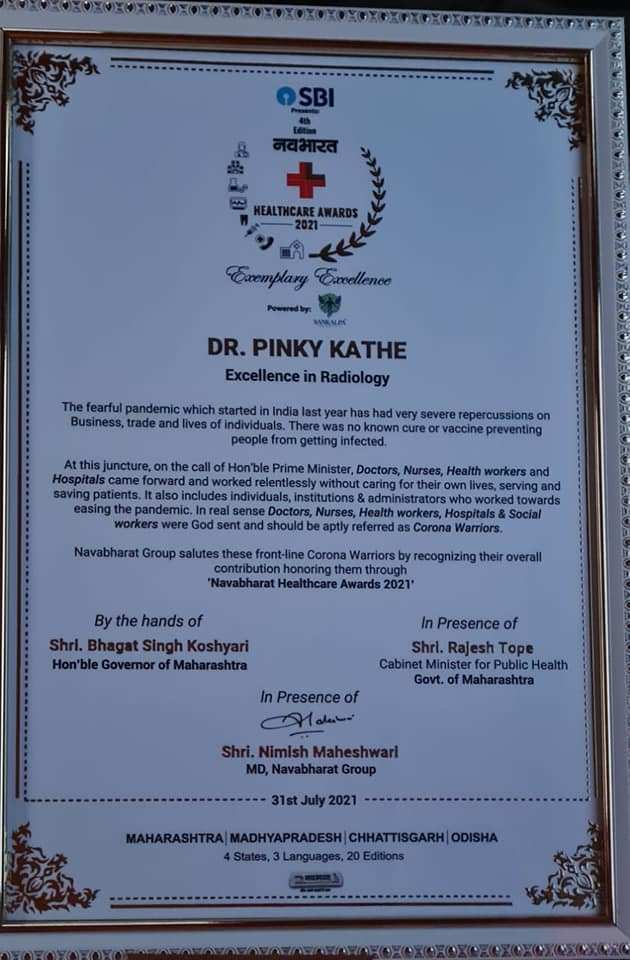 SBI
Presents:
4th
Edition
नवभारत
HEALTHCARE AWARDS
2021
Exemplary Excellence
Powered by:
SANKALPA
DR. PINKY KATHE
Excellence in Radiology
The fearful pandemic which started in India last year has had very severe repercussions on
Business, trade and lives of individuals. There was no known cure or vaccine preventing
people from getting infected.
At this juncture, on the call of Hon'ble Prime Minister, Doctors, Nurses, Health workers and
Hospitals came forward and worked relentlessly without caring for their own lives, serving and
saving patients. It also includes individuals, institutions & administrators who worked towards
easing the pandemic. In real sense Doctors, Nurses, Health workers, Hospitals & Social
workers were God sent and should be aptly referred as Corona Warriors.
Navabharat Group salutes these front-line Corona Warriors by recognizing their overall
contribution honoring them through
'Navabharat Healthcare Awards 2021'
By the hands of
Shri. Bhagat Singh Koshyari
Hon'ble Governor of Maharashtra
In Presence of
Shri. Rajesh Tope
Cabinet Minister for Public Health
Govt. of Maharashtra
In Presence of
Shri. Nimish Maheshwari
MD, Navabharat Group
31st July 2021
MAHARASHTRA | MADHYAPRADESH | CHHATTISGARH | ODISHA
4 States, 3 Languages, 20 Editions